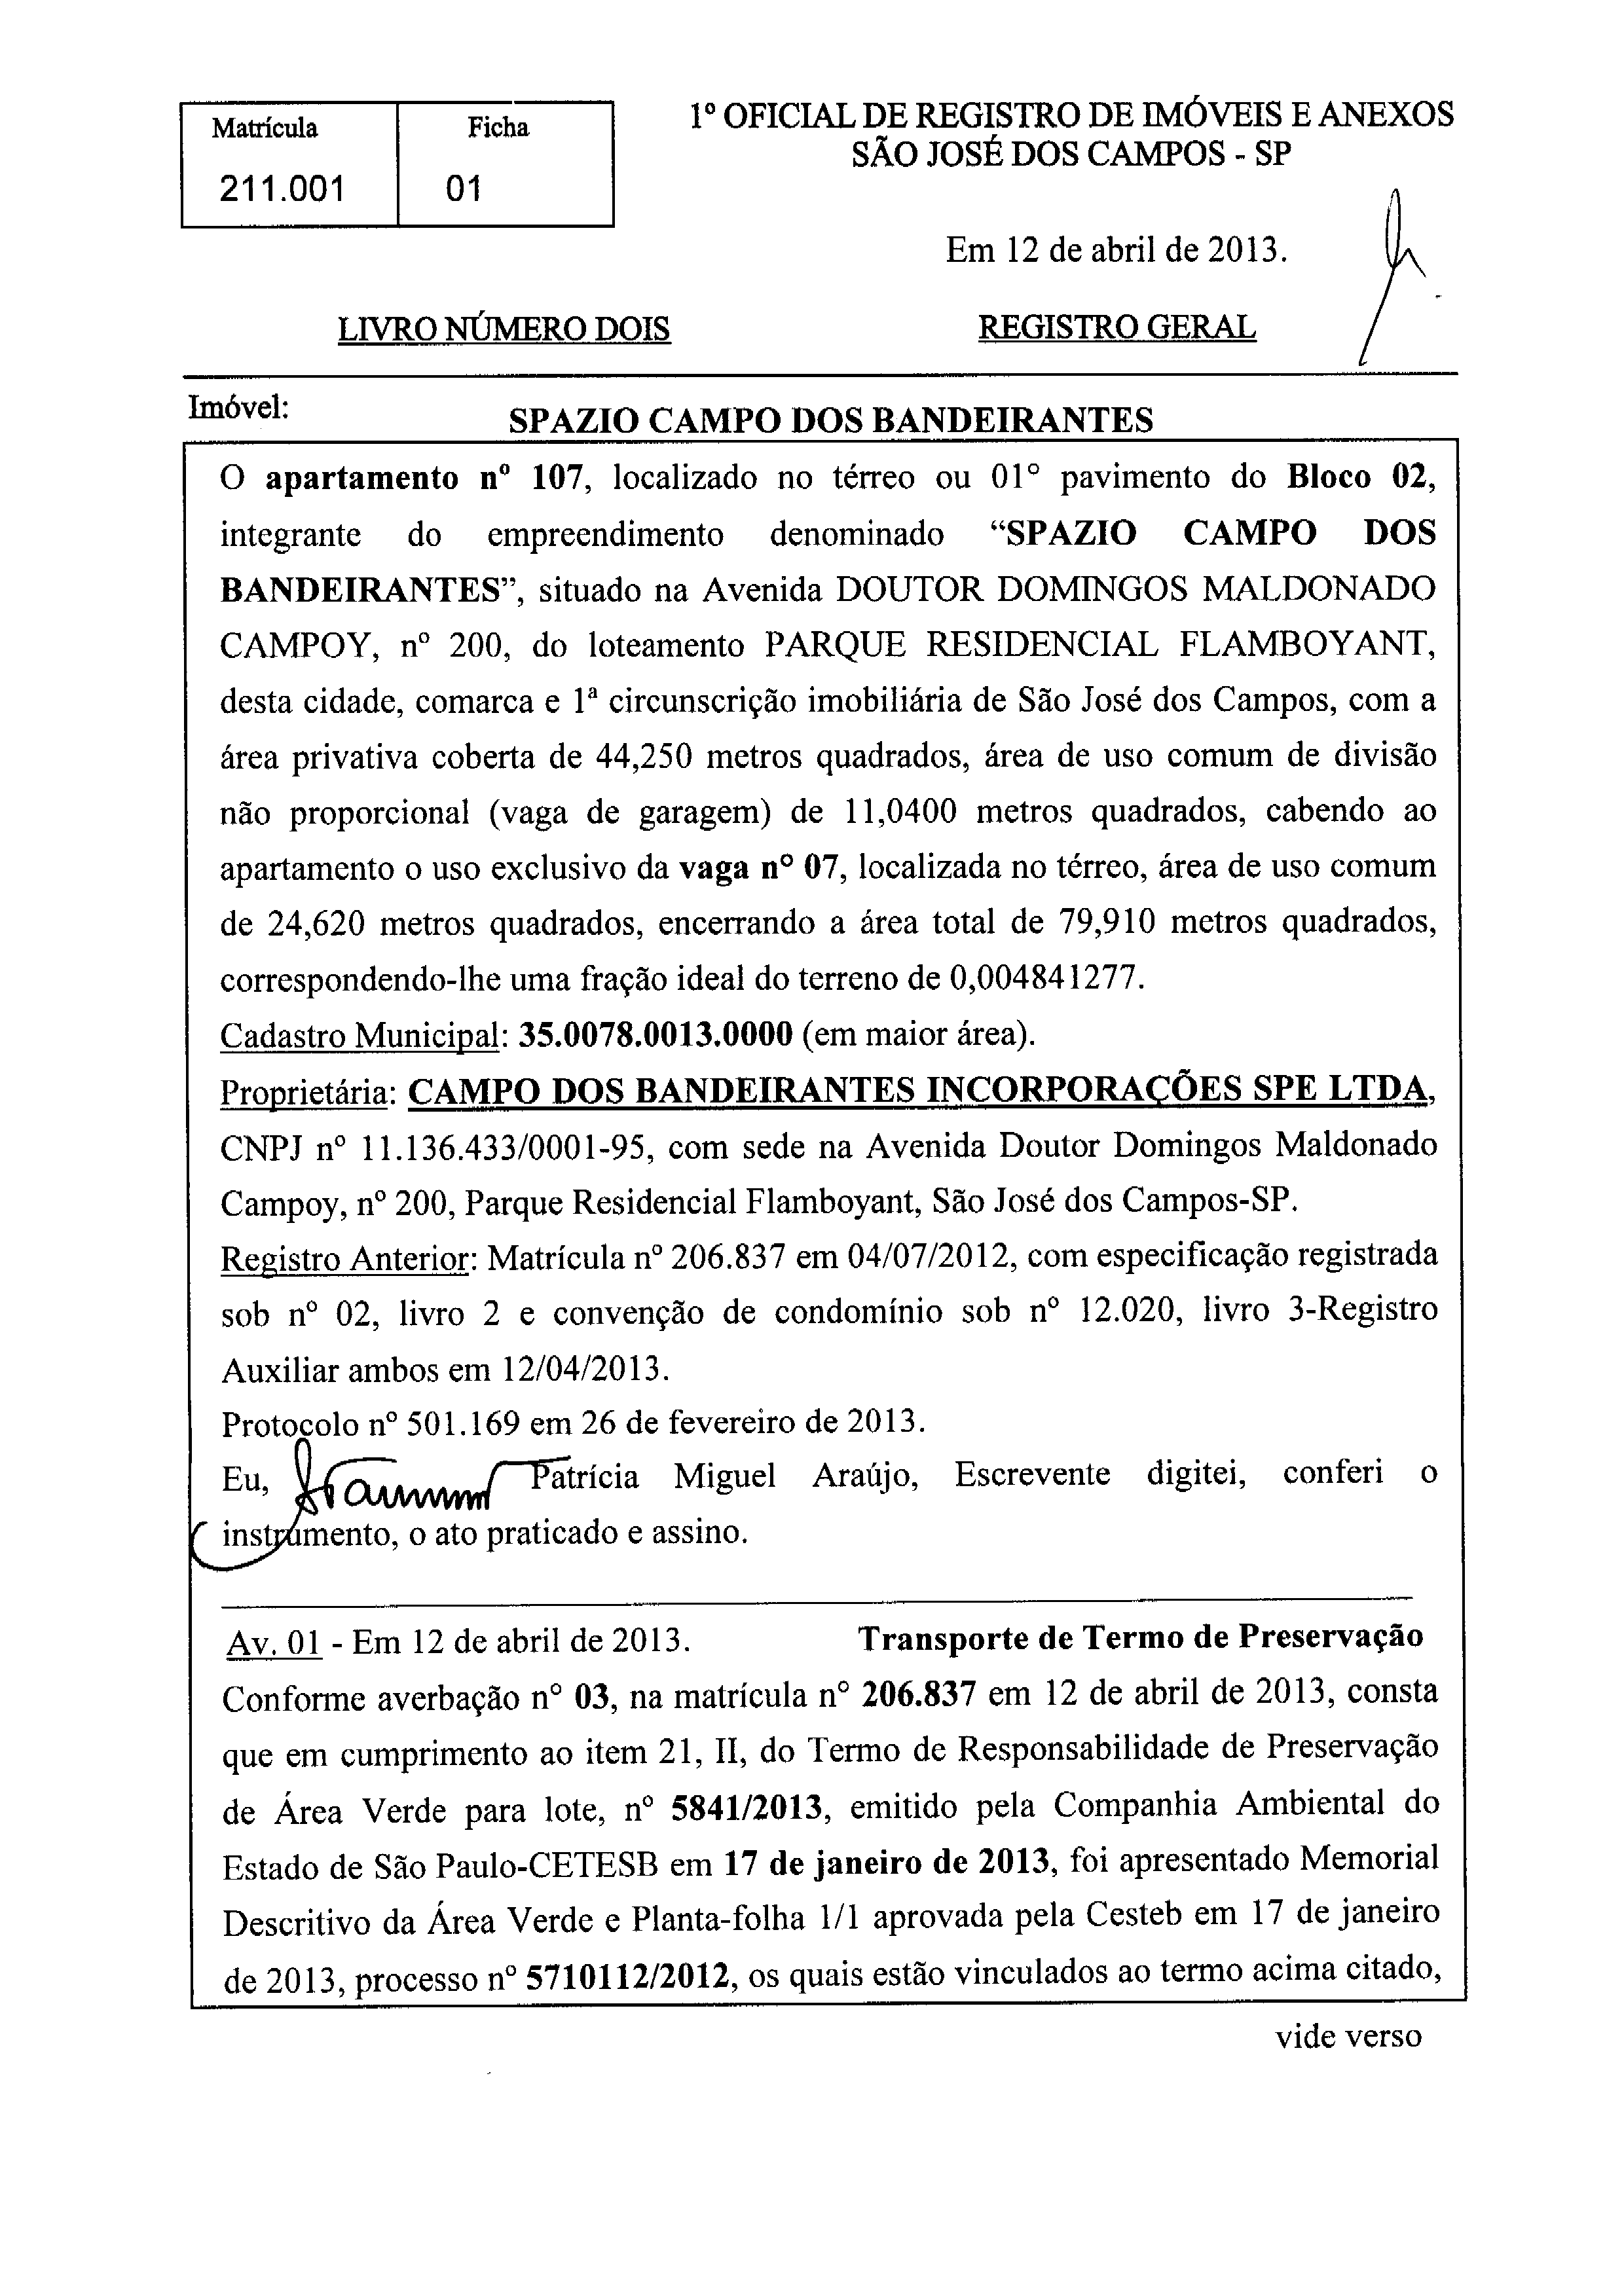 Matrícula
Ficha
211.001
01
1º OFICIAL DE REGISTRO DE IMÓVEIS E ANEXOS
SÃO JOSÉ DOS CAMPOS - SP
Em 12 de abril de 2013.
LIVRO NÚMERO DOIS
REGISTRO GERAL
Imóvel:
SPAZIO CAMPO DOS BANDEIRANTES
O apartamento nº 107, localizado no térreo ou 01° pavimento do Bloco 02,
integrante do empreendimento denominado “SPAZIO CAMPO DOS
BANDEIRANTES”, situado na Avenida DOUTOR DOMINGOS MALDONADO
CAMPOY, nº 200, do loteamento PARQUE RESIDENCIAL FLAMBOYANT,
desta cidade, comarca e 1ª circunscrição imobiliária de São José dos Campos, com a
área privativa coberta de 44,250 metros quadrados, área de uso comum de divisão
não proporcional (vaga de garagem) de 11,0400 metros quadrados, cabendo ao
apartamento o uso exclusivo da vaga nº 07, localizada no térreo, área de uso comum
de 24,620 metros quadrados, encerrando a área total de 79,910 metros quadrados,
correspondendo-lhe uma fração ideal do terreno de 0,004841277.
Cadastro Municipal: 35.0078.0013.0000 (em maior área).
Proprietária: CAMPO DOS BANDEIRANTES INCORPORAÇÕES SPE LTDA,
CNPJ nº 11.136.433/0001-95, com sede na Avenida Doutor Domingos Maldonado
Campoy, nº 200, Parque Residencial Flamboyant, São José dos Campos-SP.
Registro Anterior: Matrícula nº 206.837 em 04/07/2012, com especificação registrada
sob nº 02, livro 2 e convenção de condomínio sob nº 12.020, livro 3-Registro
Auxiliar ambos em 12/04/2013.
Protocolo nº 501.169 em 26 de fevereiro de 2013.
Eu, Patrícia Miguel Araújo, Escrevente digitei, conferi o
instrumento, o ato praticado e assino.
Av. 01 - Em 12 de abril de 2013. Transporte de Termo de Preservação
Conforme averbação nº 03, na matrícula nº 206.837 em 12 de abril de 2013, consta
que em cumprimento ao item 21, II, do Termo de Responsabilidade de Preservação
de Área Verde para lote, nº 5841/2013, emitido pela Companhia Ambiental do
Estado de São Paulo-CETESB em 17 de janeiro de 2013, foi apresentado Memorial
Descritivo da Área Verde e Planta-folha 1/1 aprovada pela Cesteb em 17 de janeiro
de 2013, processo nº 5710112/2012, os quais estão vinculados ao termo acima citado,
vide verso